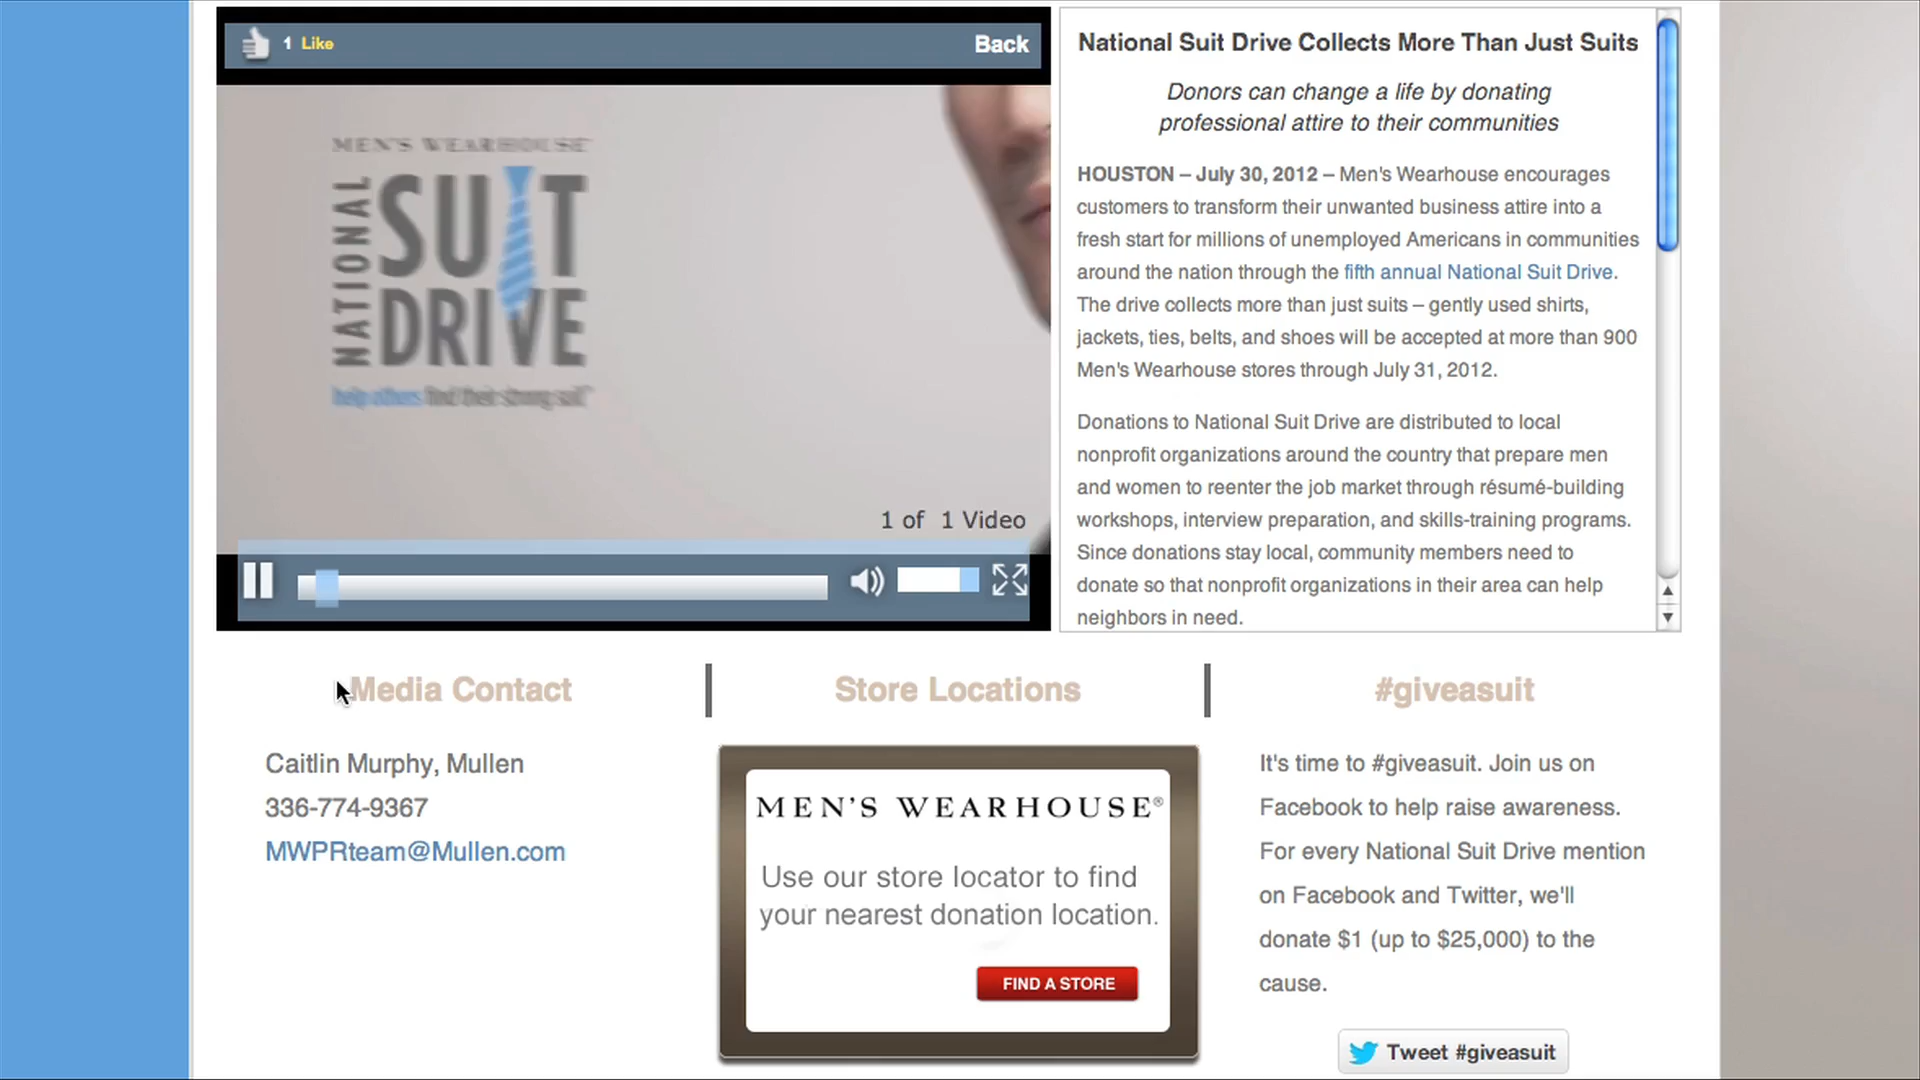 1 Like
Back
MEN'S WEARHOUSE
NATIONAL
SUIT
DRIVE
help others find their strong suit
1 of 1 Video
National Suit Drive Collects More Than Just Suits
Donors can change a life by donating
professional attire to their communities
HOUSTON – July 30, 2012 – Men's Wearhouse encourages
customers to transform their unwanted business attire into a
fresh start for millions of unemployed Americans in communities
around the nation through the fifth annual National Suit Drive.
The drive collects more than just suits – gently used shirts,
jackets, ties, belts, and shoes will be accepted at more than 900
Men's Wearhouse stores through July 31, 2012.
Donations to National Suit Drive are distributed to local
nonprofit organizations around the country that prepare men
and women to reenter the job market through résumé-building
workshops, interview preparation, and skills-training programs.
Since donations stay local, community members need to
donate so that nonprofit organizations in their area can help
neighbors in need.
Media Contact
Caitlin Murphy, Mullen
336-774-9367
MWPRteam@Mullen.com
Store Locations
MEN'S WEARHOUSE®
Use our store locator to find
your nearest donation location.
FIND A STORE
#giveasuit
It's time to #giveasuit. Join us on
Facebook to help raise awareness.
For every National Suit Drive mention
on Facebook and Twitter, we'll
donate $1 (up to $25,000) to the
cause.
Tweet #giveasuit